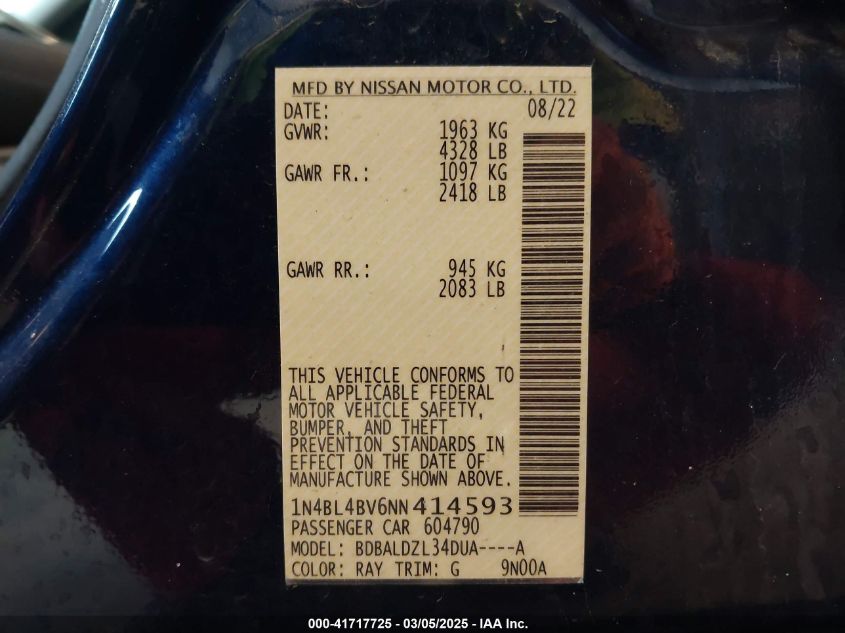 MFD BY NISSAN MOTOR CO., LTD.
DATE: 08/22
GVWR: 1963 KG
4328 LB
GAWR FR.: 1097 KG
2418 LB
GAWR RR.: 945 KG
2083 LB
THIS VEHICLE CONFORMS TO
ALL APPLICABLE FEDERAL
MOTOR VEHICLE SAFETY,
BUMPER, AND THEFT
PREVENTION STANDARDS IN
EFFECT ON THE DATE OF
MANUFACTURE SHOWN ABOVE.
1N4BL4BV6NN414593
PASSENGER CAR 604790
MODEL: BDBALDZL34DUA----A
COLOR: RAY TRIM: G 9N00A
000-41717725 - 03/05/2025 - IAA Inc.